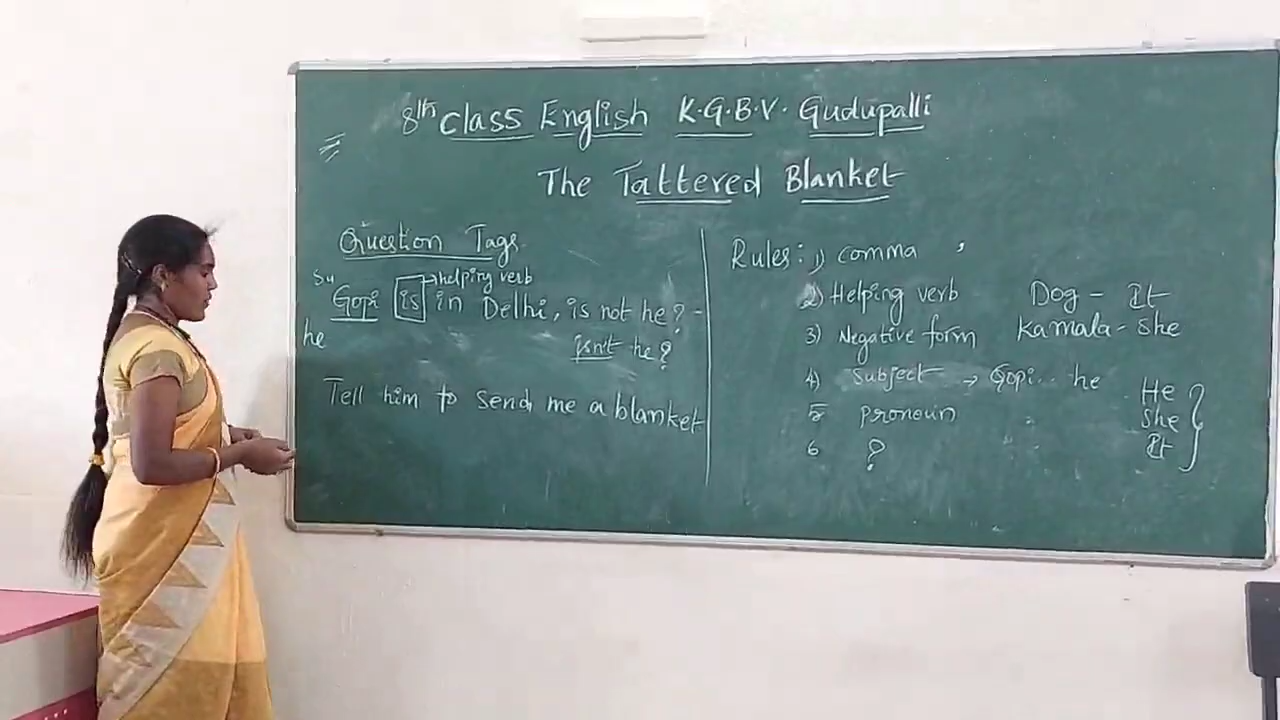 8th Class English K.G.B.V. Gudupalli
The Tattered Blanket
Question Tags
Su
helping verb
Gopi is in Delhi, is not he?
he
isn't he?
Tell him to send me a blanket
Rules: 1) comma ,
2) Helping verb
3) Negative form
4) Subject → Gopi.. he
5 pronoun
6 ?
Dog - It
Kamala - She
He
She
It